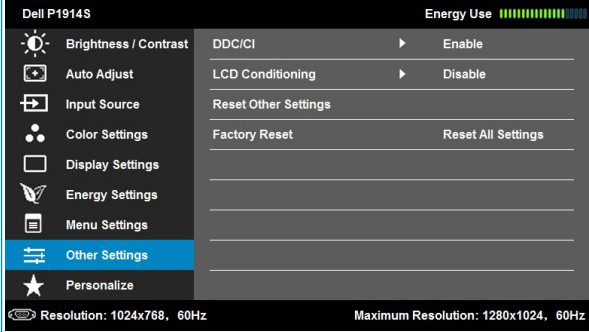 Dell P1914S Energy Use
Brightness / Contrast DDC/CI Enable
Auto Adjust LCD Conditioning Disable
Input Source Reset Other Settings
Color Settings Factory Reset Reset All Settings
Display Settings
Energy Settings
Menu Settings
Other Settings
Personalize
Resolution: 1024x768, 60Hz Maximum Resolution: 1280x1024, 60Hz